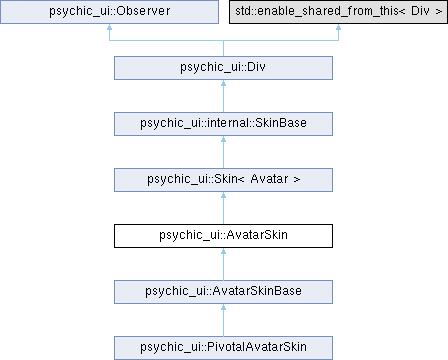 psychic_ui::Observer
std::enable_shared_from_this< Div >
psychic_ui::Div
psychic_ui::internal::SkinBase
psychic_ui::Skin< Avatar >
psychic_ui::AvatarSkin
psychic_ui::AvatarSkinBase
psychic_ui::PivotalAvatarSkin